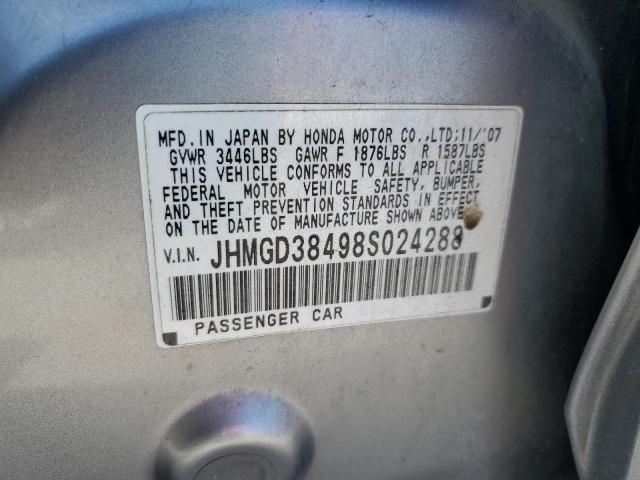 MFD. IN JAPAN BY HONDA MOTOR CO.,LTD:11/'07
GVWR 3446LBS GAWR F 1876LBS R 1587LBS
THIS VEHICLE CONFORMS TO ALL APPLICABLE
FEDERAL MOTOR VEHICLE SAFETY, BUMPER,
AND THEFT PREVENTION STANDARDS IN EFFECT
ON THE DATE OF MANUFACTURE SHOWN ABOVE.
V.I.N. JHMGD38498S024288
PASSENGER CAR